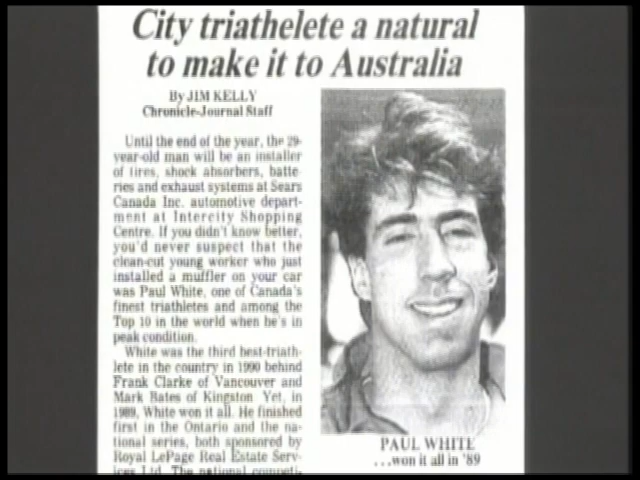 City triathelete a natural
to make it to Australia
By JIM KELLY
Chronicle-Journal Staff
Until the end of the year, the 29-
year-old man will be an installer
of tires, shock absorbers, batte-
ries and exhaust systems at Sears
Canada Inc. automotive depart-
ment at Intercity Shopping
Centre. If you didn't know better,
you'd never suspect that the
clean-cut young worker who just
installed a muffler on your car
was Paul White, one of Canada's
finest triathletes and among the
Top 10 in the world when he's in
peak condition.
White was the third best-triath-
lete in the country in 1990 behind
Frank Clarke of Vancouver and
Mark Bates of Kingston Yet, in
1989, White won it all. He finished
first in the Ontario and the na-
tional series, both sponsored by
Royal LePage Real Estate Serv-
ices Ltd. The national competi-
PAUL WHITE
...won it all in '89